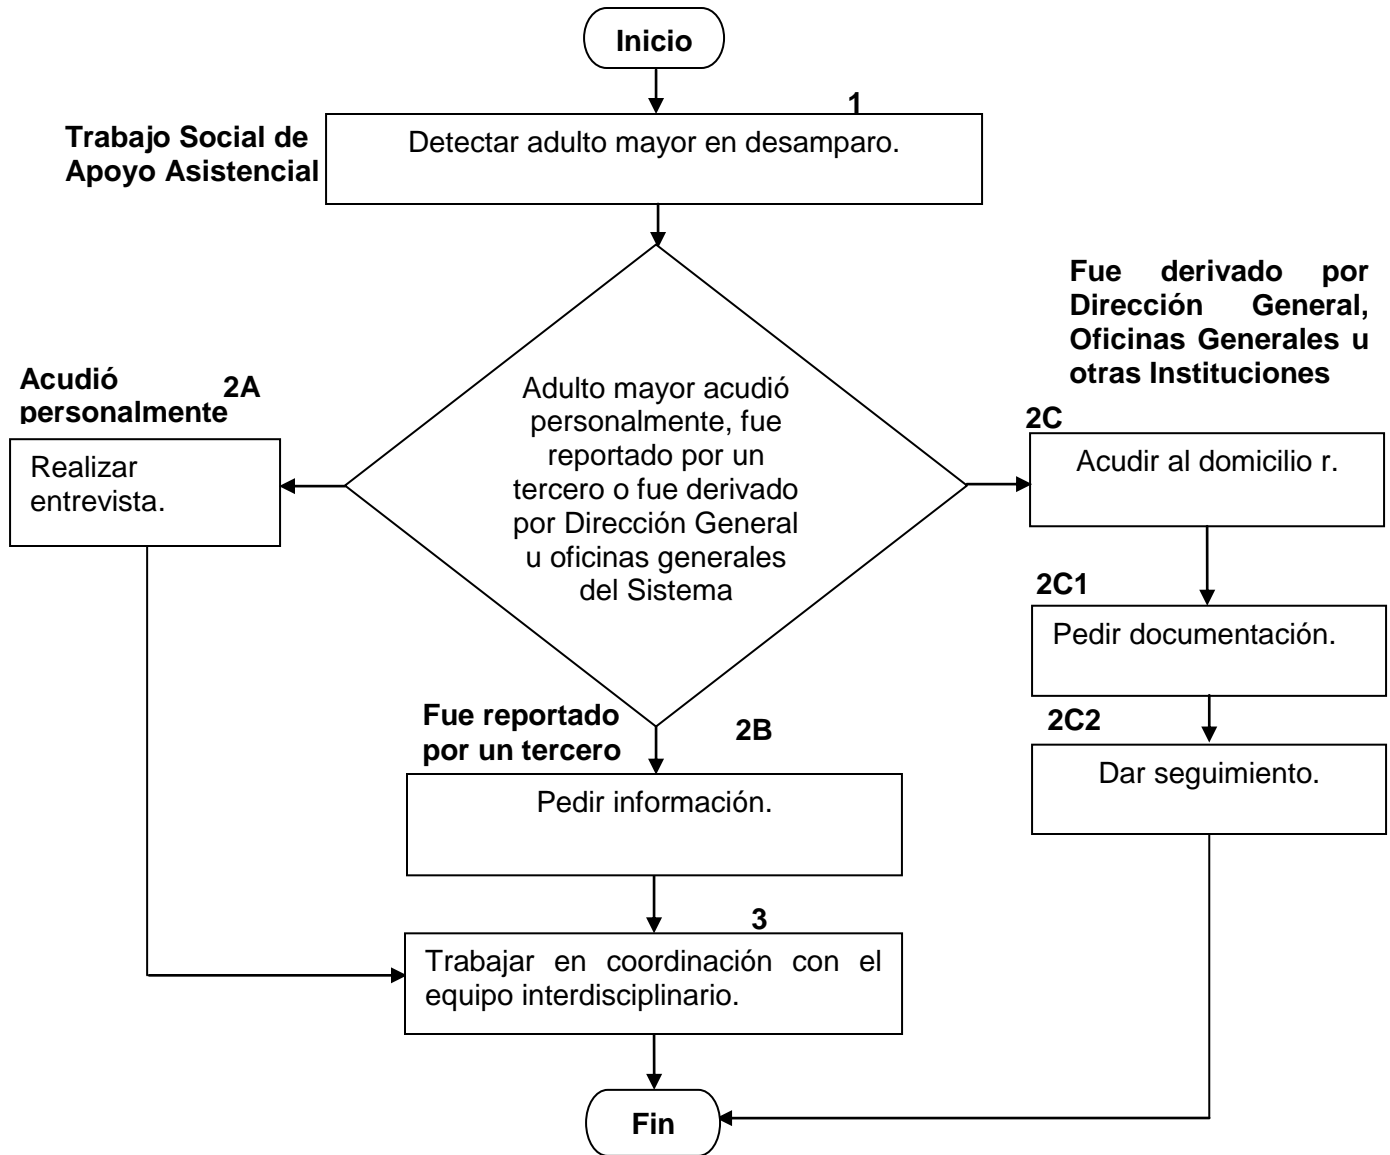 Inicio
1
Trabajo Social de
Apoyo Asistencial
Detectar adulto mayor en desamparo.
Fue derivado por
Dirección General,
Oficinas Generales u
otras Instituciones
Acudió
personalmente
2A
Realizar
entrevista.
Adulto mayor acudió
personalmente, fue
reportado por un
tercero o fue derivado
por Dirección General
u oficinas generales
del Sistema
2C
Acudir al domicilio r.
2C1
Pedir documentación.
2C2
Dar seguimiento.
Fue reportado
por un tercero
2B
Pedir información.
3
Trabajar en coordinación con el
equipo interdisciplinario.
Fin